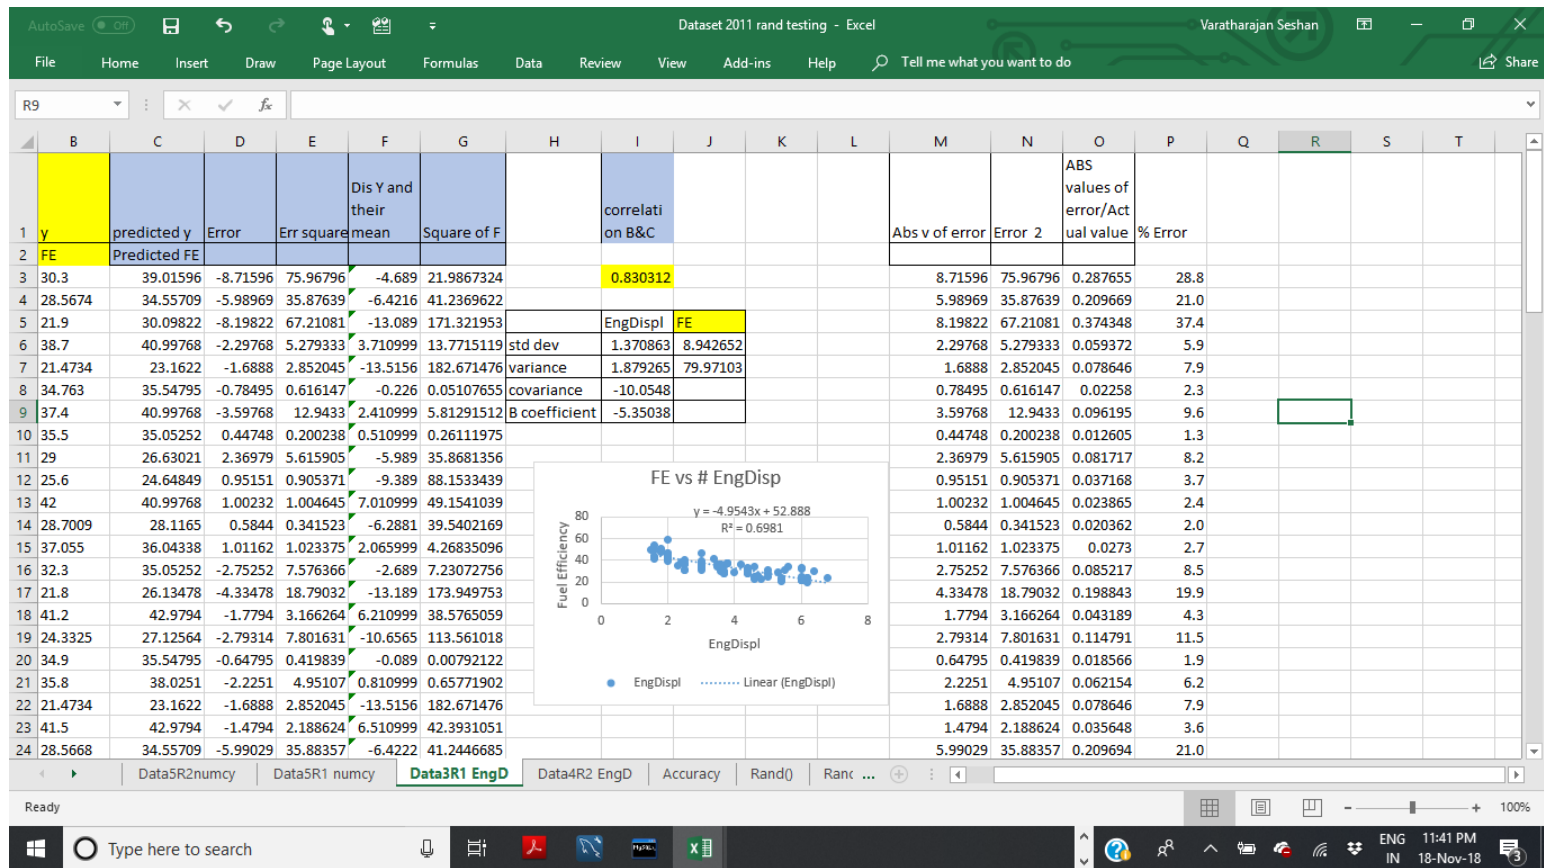 AutoSave Off Dataset 2011 rand testing - Excel Varatharajan Seshan
File Home Insert Draw Page Layout Formulas Data Review View Add-ins Help Tell me what you want to do Share
R9 fx
B C D E F G H I J K L M N O P Q R S T
1 y predicted y Error Err square Dis Y and their mean Square of F correlati on B&C Abs v of error Error 2 ABS values of error/Act ual value % Error
2 FE Predicted FE
3 30.3 39.01596 -8.71596 75.96796 -4.689 21.9867324 0.830312 8.71596 75.96796 0.287655 28.8
4 28.5674 34.55709 -5.98969 35.87639 -6.4216 41.2369622 5.98969 35.87639 0.209669 21.0
5 21.9 30.09822 -8.19822 67.21081 -13.089 171.321953 EngDispl FE 8.19822 67.21081 0.374348 37.4
6 38.7 40.99768 -2.29768 5.279333 3.710999 13.7715119 std dev 1.370863 8.942652 2.29768 5.279333 0.059372 5.9
7 21.4734 23.1622 -1.6888 2.852045 -13.5156 182.671476 variance 1.879265 79.97103 1.6888 2.852045 0.078646 7.9
8 34.763 35.54795 -0.78495 0.616147 -0.226 0.05107655 covariance -10.0548 0.78495 0.616147 0.02258 2.3
9 37.4 40.99768 -3.59768 12.9433 2.410999 5.81291512 B coefficient -5.35038 3.59768 12.9433 0.096195 9.6
10 35.5 35.05252 0.44748 0.200238 0.510999 0.26111975 0.44748 0.200238 0.012605 1.3
11 29 26.63021 2.36979 5.615905 -5.989 35.8681356 2.36979 5.615905 0.081717 8.2
12 25.6 24.64849 0.95151 0.905371 -9.389 88.1533439 0.95151 0.905371 0.037168 3.7
13 42 40.99768 1.00232 1.004645 7.010999 49.1541039 1.00232 1.004645 0.023865 2.4
14 28.7009 28.1165 0.5844 0.341523 -6.2881 39.5402169 0.5844 0.341523 0.020362 2.0
15 37.055 36.04338 1.01162 1.023375 2.065999 4.26835096 1.01162 1.023375 0.0273 2.7
16 32.3 35.05252 -2.75252 7.576366 -2.689 7.23072756 2.75252 7.576366 0.085217 8.5
17 21.8 26.13478 -4.33478 18.79032 -13.189 173.949753 4.33478 18.79032 0.198843 19.9
18 41.2 42.9794 -1.7794 3.166264 6.210999 38.5765059 1.7794 3.166264 0.043189 4.3
19 24.3325 27.12564 -2.79314 7.801631 -10.6565 113.561018 2.79314 7.801631 0.114791 11.5
20 34.9 35.54795 -0.64795 0.419839 -0.089 0.00792122 0.64795 0.419839 0.018566 1.9
21 35.8 38.0251 -2.2251 4.95107 0.810999 0.65771902 2.2251 4.95107 0.062154 6.2
22 21.4734 23.1622 -1.6888 2.852045 -13.5156 182.671476 1.6888 2.852045 0.078646 7.9
23 41.5 42.9794 -1.4794 2.188624 6.510999 42.3931051 1.4794 2.188624 0.035648 3.6
24 28.5668 34.55709 -5.99029 35.88357 -6.4222 41.2446685 5.99029 35.88357 0.209694 21.0
FE vs # EngDisp
y = -4.9543x + 52.888
R² = 0.6981
Fuel Efficiency
80
60
40
20
0
0 2 4 6 8
EngDispl
EngDispl Linear (EngDispl)
Data5R2numcy Data5R1 numcy Data3R1 EngD Data4R2 EngD Accuracy Rand() Ranc ...
Ready 100%
Type here to search MySQL ENG IN 11:41 PM 18-Nov-18 3